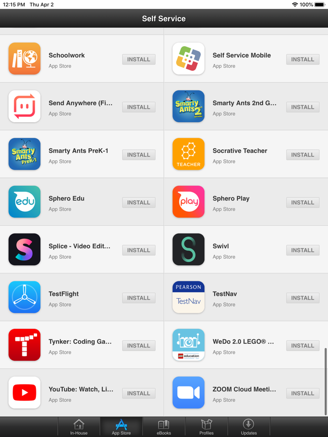 12:15 PM Thu Apr 2
100%
Self Service
Schoolwork
App Store
INSTALL
Self Service Mobile
App Store
INSTALL
Send Anywhere (Fi...
App Store
INSTALL
Smarty Ants
2
Smarty Ants 2nd G...
App Store
INSTALL
Smarty Ants
PreK-1
Smarty Ants PreK-1
App Store
INSTALL
TEACHER
Socrative Teacher
App Store
INSTALL
edu
Sphero Edu
App Store
INSTALL
play
Sphero Play
App Store
INSTALL
Splice - Video Edit...
App Store
INSTALL
Swivl
App Store
INSTALL
TestFlight
App Store
INSTALL
PEARSON
TestNav
TestNav
App Store
INSTALL
Tynker: Coding Ga...
App Store
INSTALL
education
WeDo 2.0 LEGO® ...
App Store
INSTALL
YouTube: Watch, Li...
App Store
INSTALL
ZOOM Cloud Meeti...
App Store
INSTALL
In-House
App Store
eBooks
Profiles
Updates